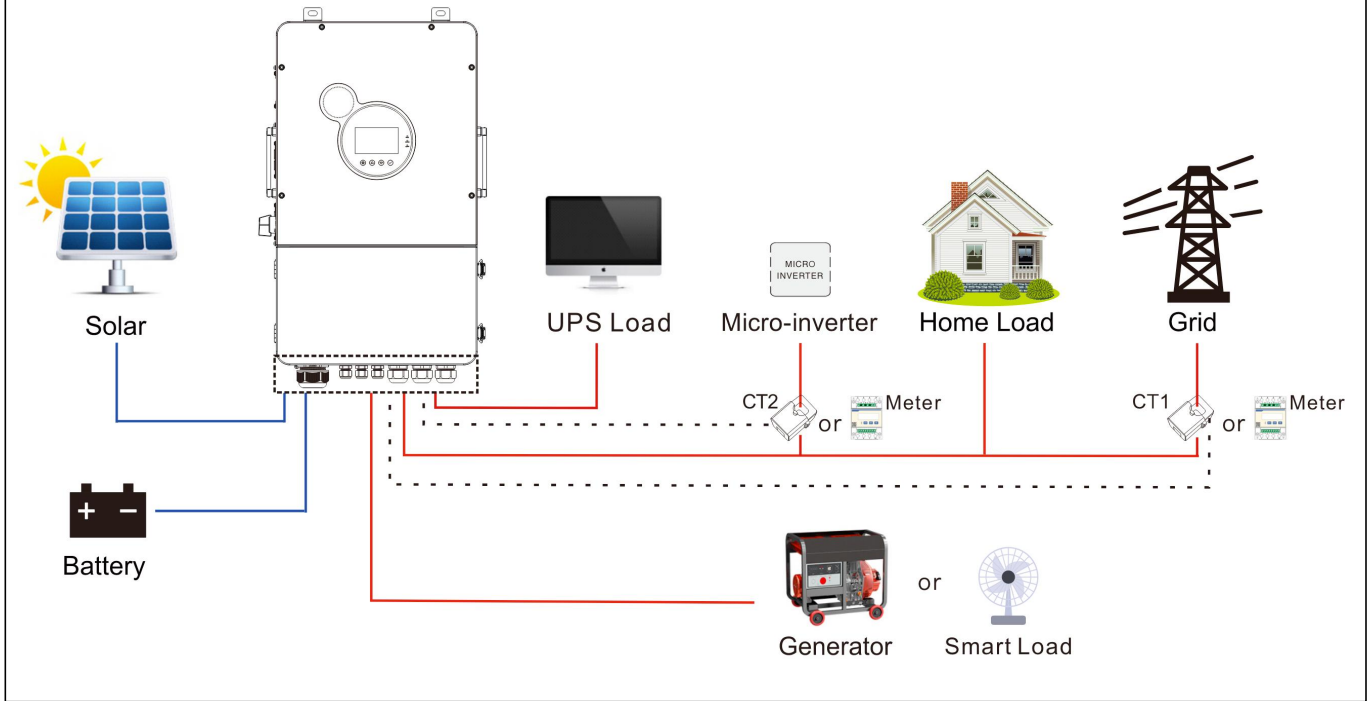 MICRO
INVERTER
Solar
UPS Load
Micro-inverter
Home Load
Grid
CT2
or
Meter
CT1
or
Meter
+ −
Battery
or
Generator
Smart Load